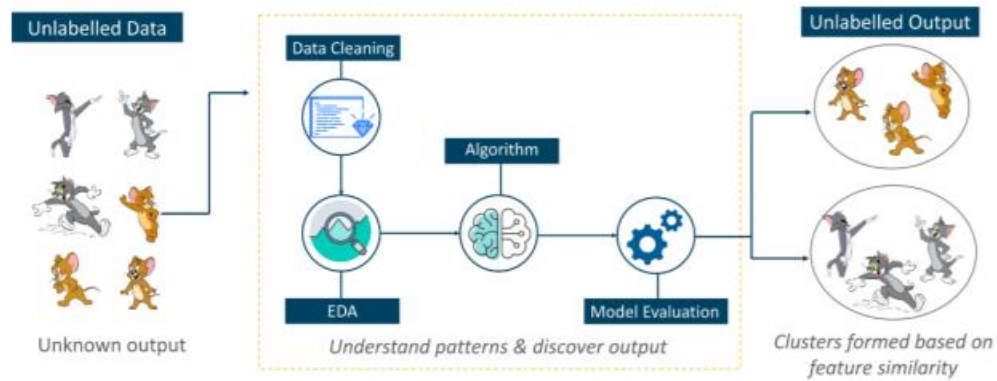 Unlabelled Data
Unknown output
Data Cleaning
EDA
Algorithm
Model Evaluation
Understand patterns & discover output
Unlabelled Output
Clusters formed based on
feature similarity